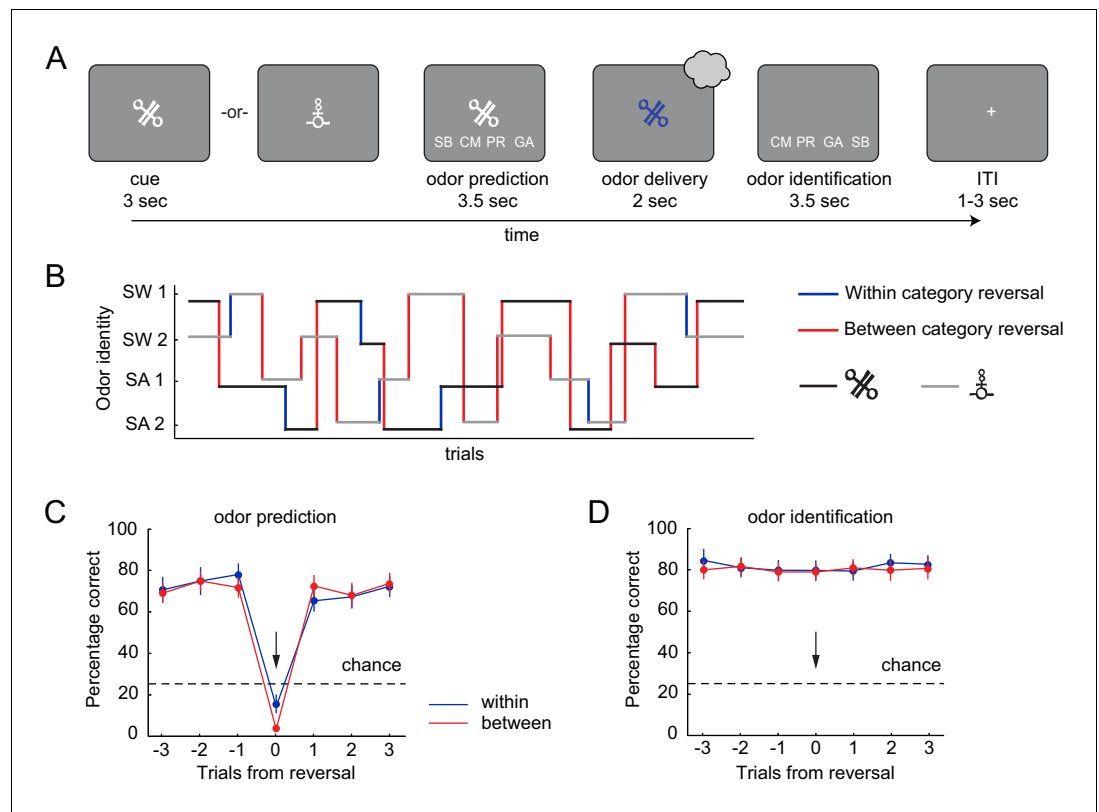 A
-or-
SB CM PR GA
CM PR GA SB
+
cue
3 sec
odor prediction
3.5 sec
odor delivery
2 sec
odor identification
3.5 sec
ITI
1-3 sec
time
B
Odor identity
SW 1
SW 2
SA 1
SA 2
trials
Within category reversal
Between category reversal
C
odor prediction
Percentage correct
100
80
60
40
20
0
chance
-3 -2 -1 0 1 2 3
Trials from reversal
within
between
D
odor identification
Percentage correct
100
80
60
40
20
0
chance
-3 -2 -1 0 1 2 3
Trials from reversal